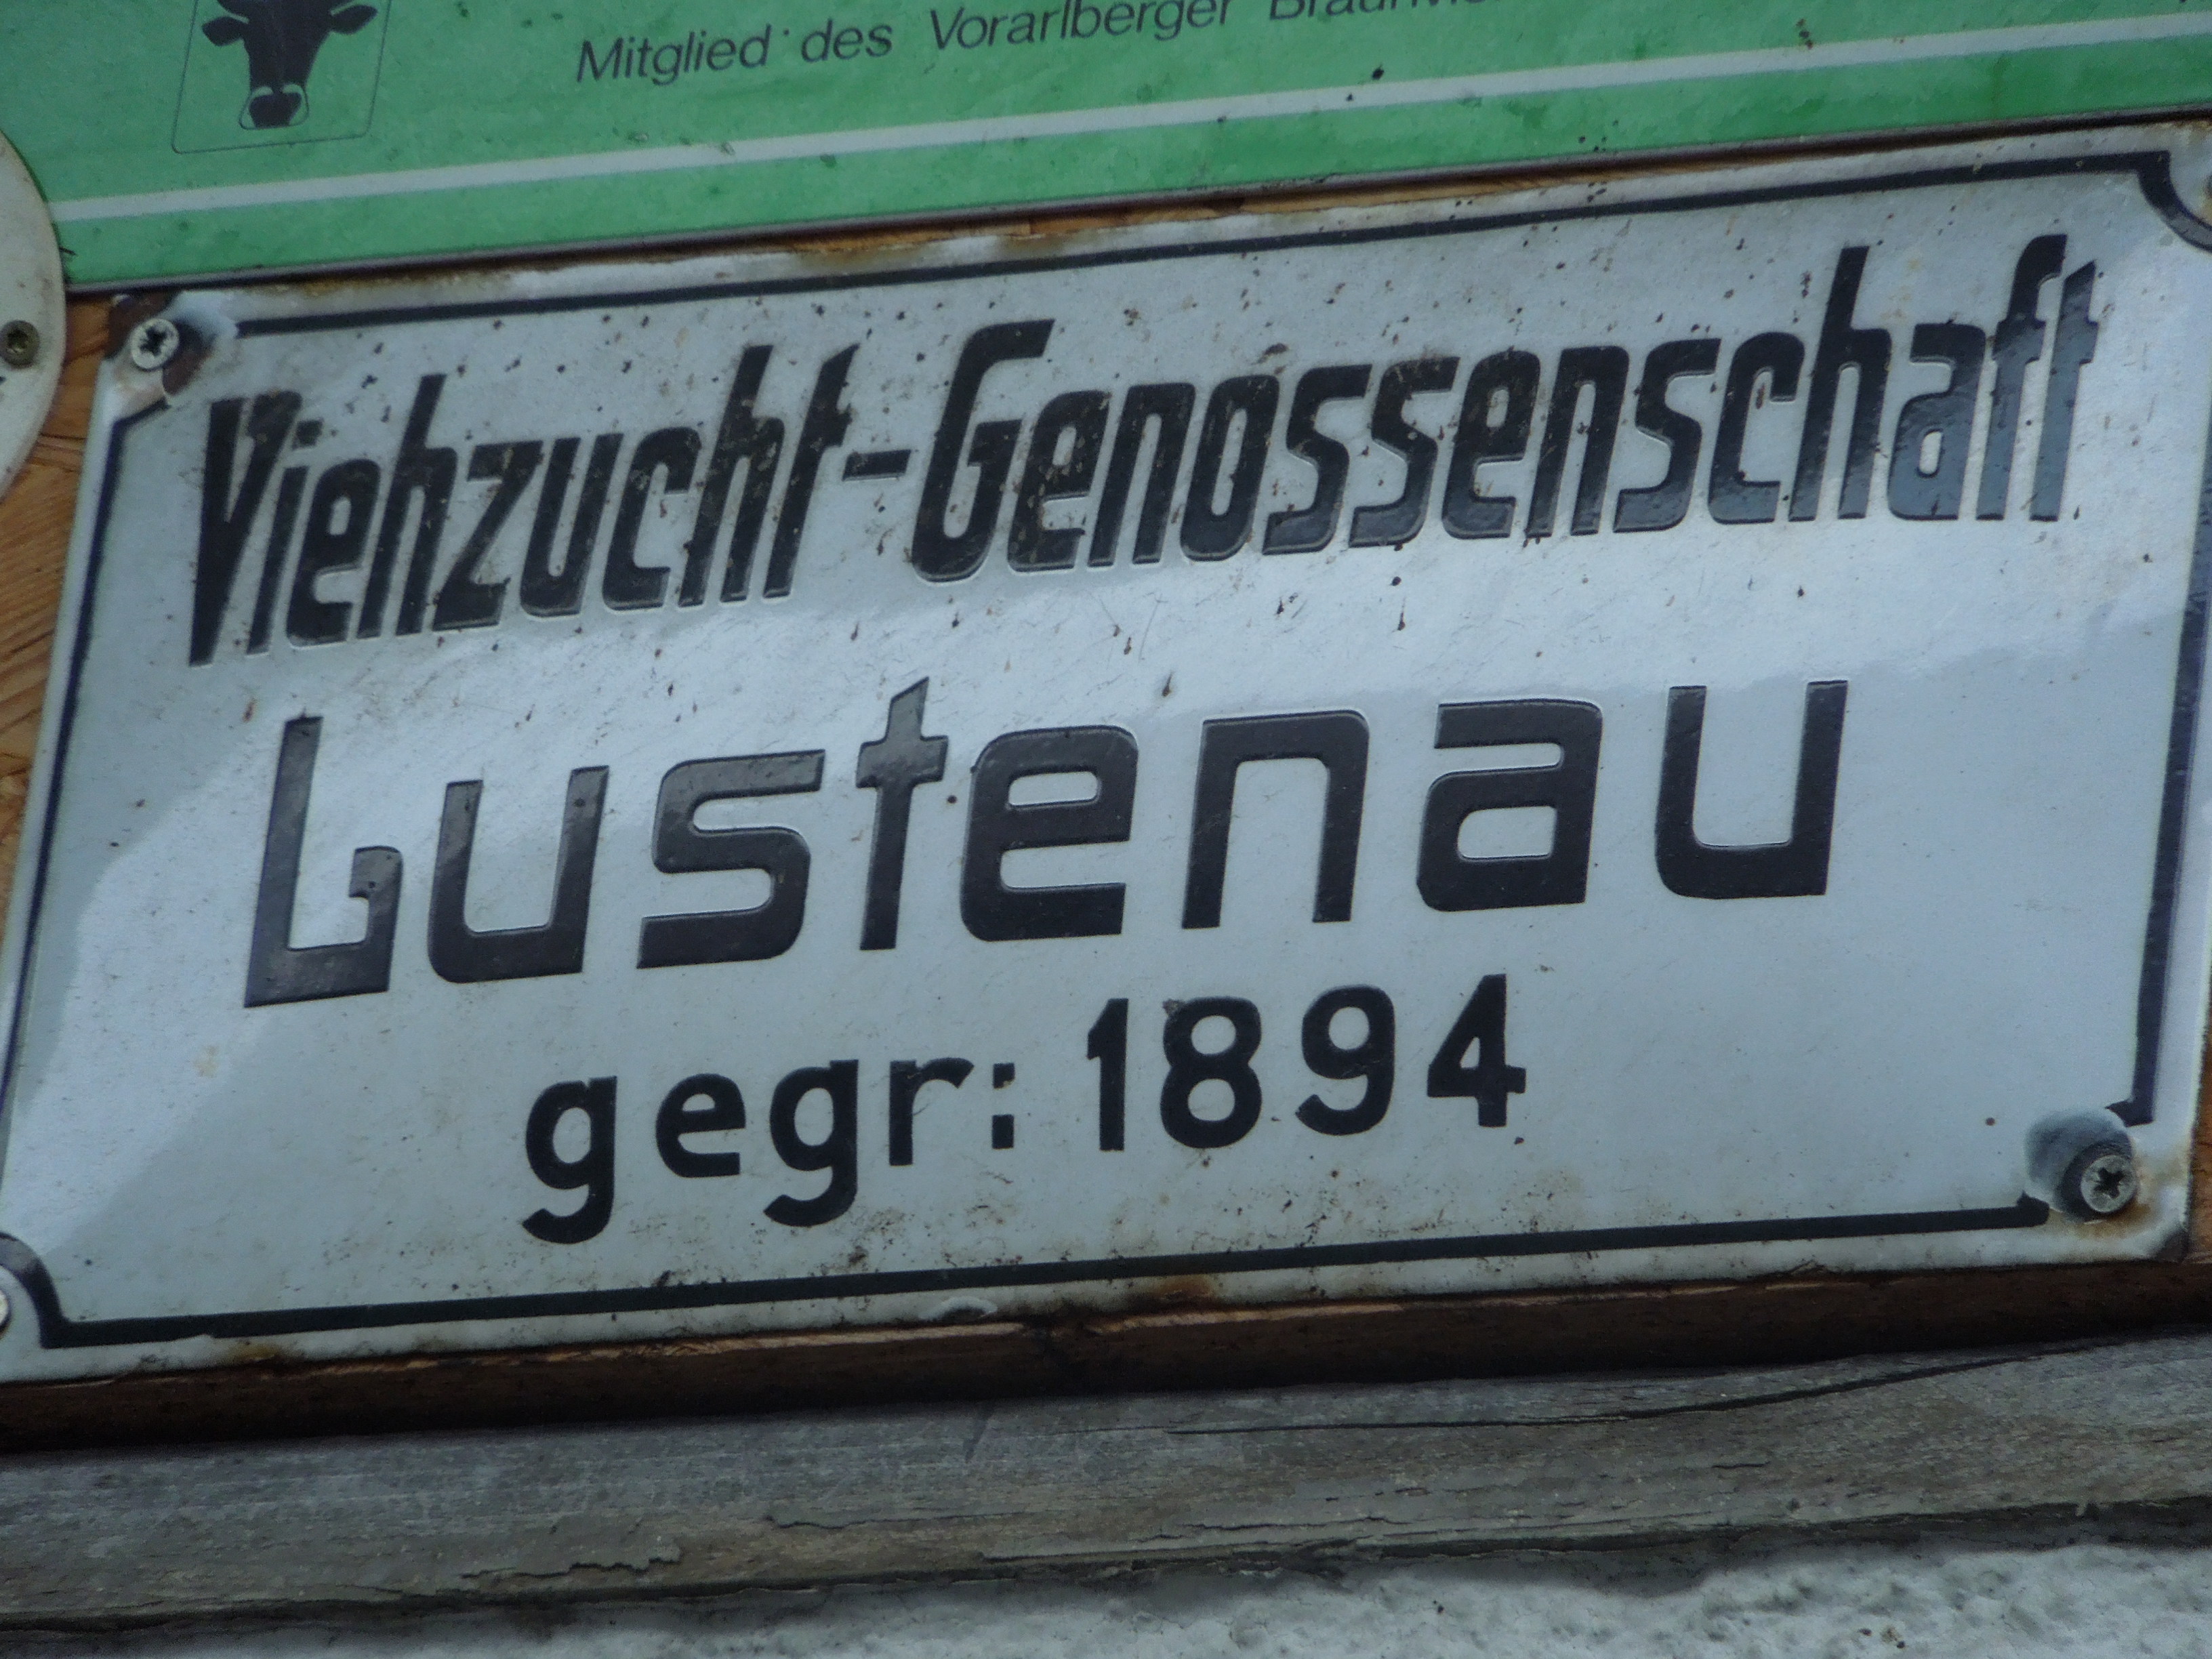 Mitglied des Vorarlberger
Viehzucht-Genossenschaft
Lustenau
gegr: 1894